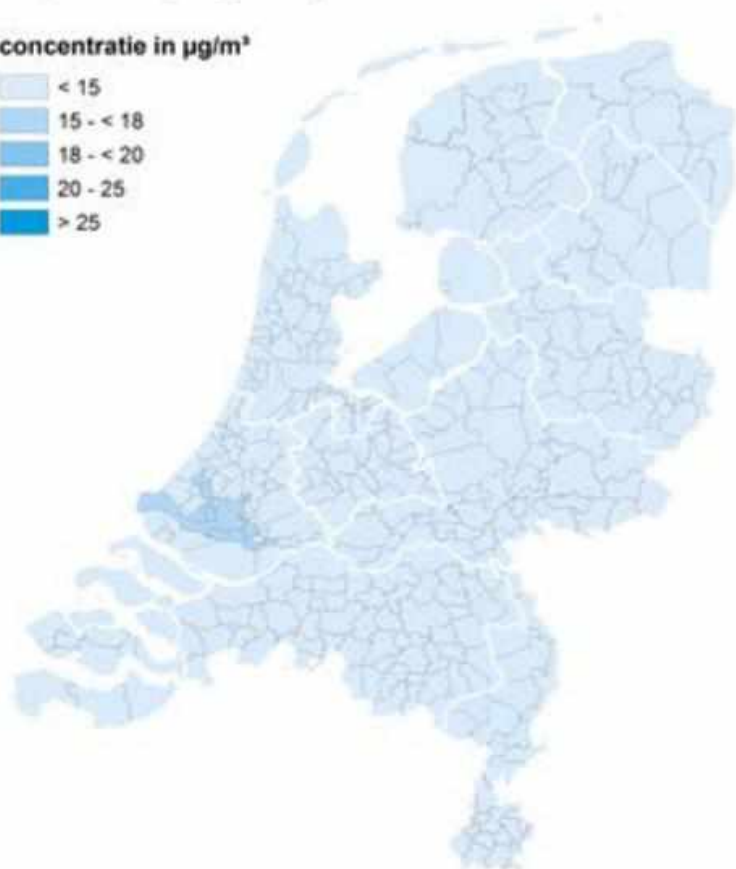 concentratie in µg/m³
< 15
15 - < 18
18 - < 20
20 - 25
> 25